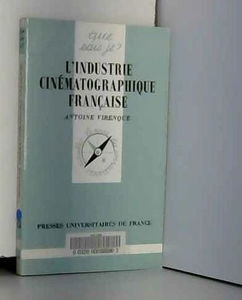 que
sais-je?
L'INDUSTRIE
CINÉMATOGRAPHIQUE
FRANÇAISE
ANTOINE VIRENQUE
PRESSES UNIVERSITAIRES DE FRANCE